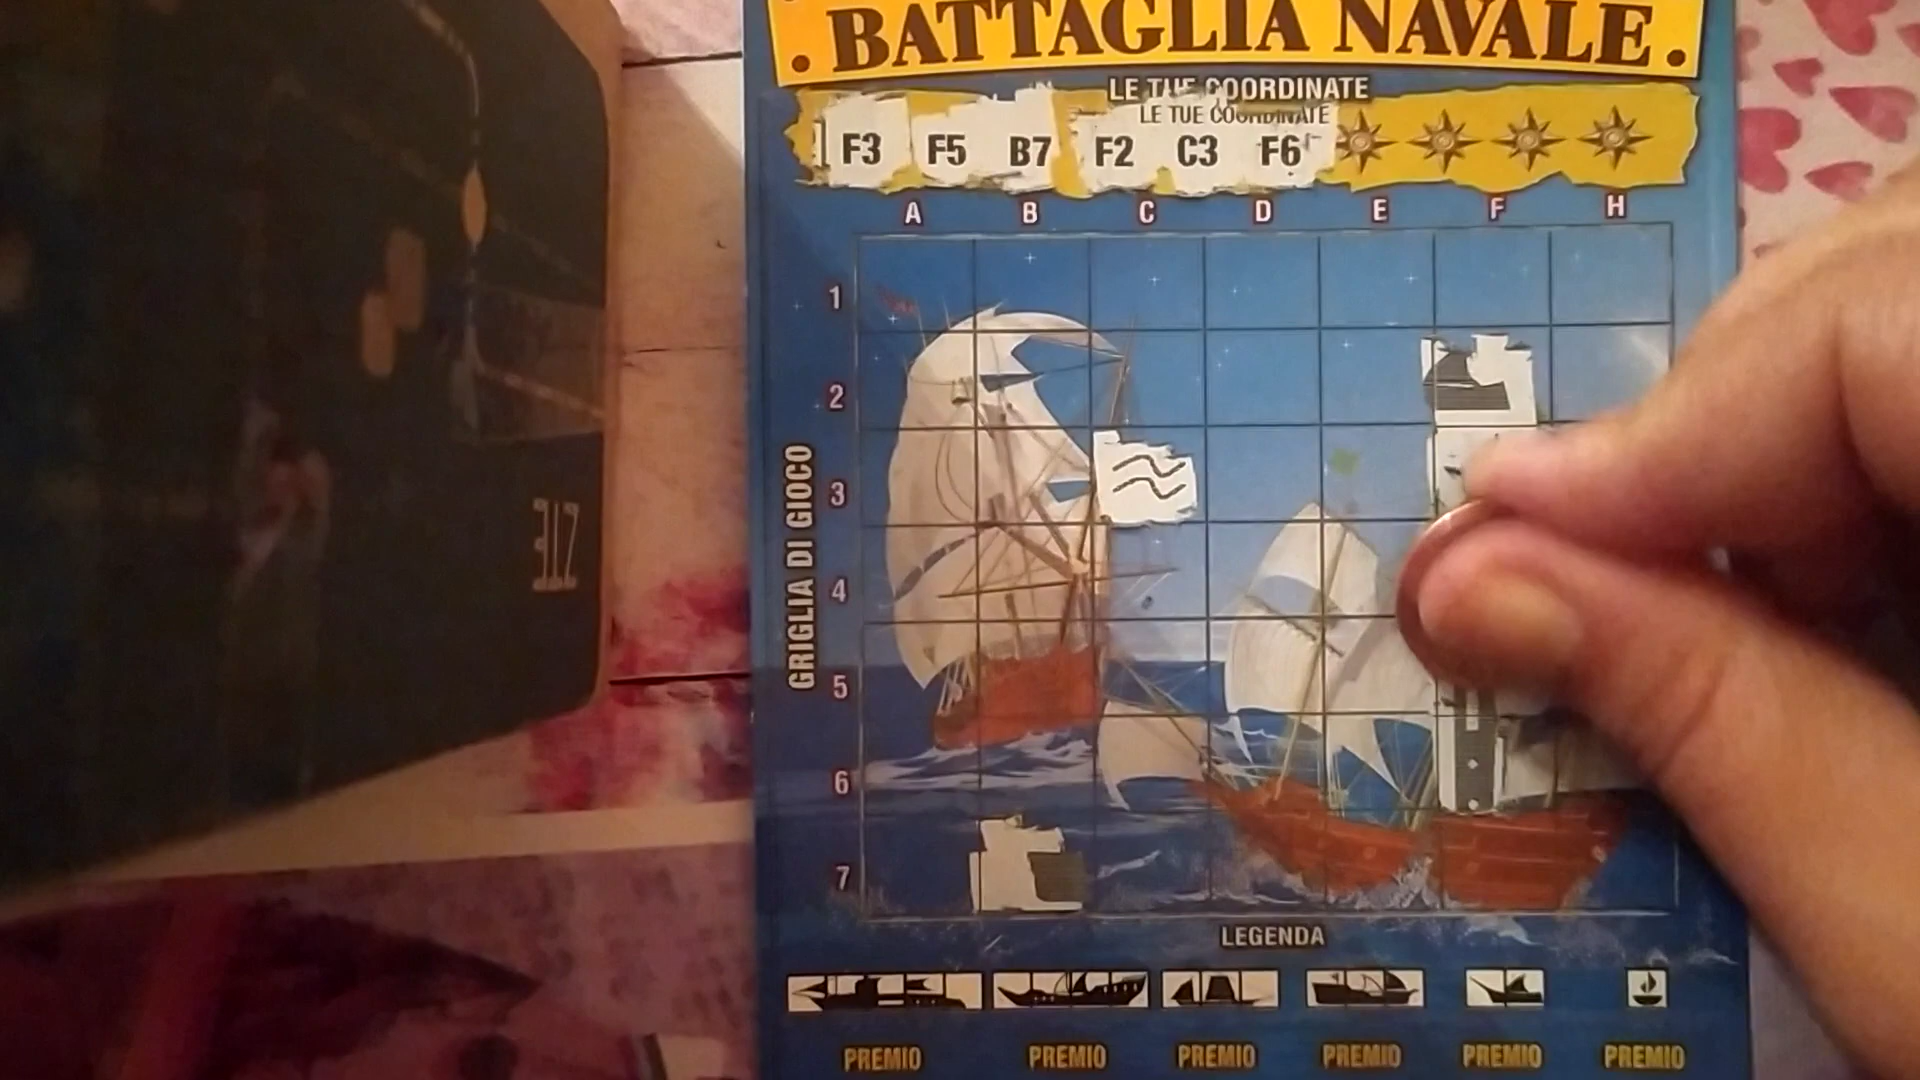 BATTAGLIA NAVALE
LE TUE COORDINATE
LE TUE COORDINATE
F3 F5 B7 F2 C3 F6
A B C D E F H
1
2
3
4
5
6
7
GRIGLIA DI GIOCO
317
LEGENDA
PREMIO PREMIO PREMIO PREMIO PREMIO PREMIO